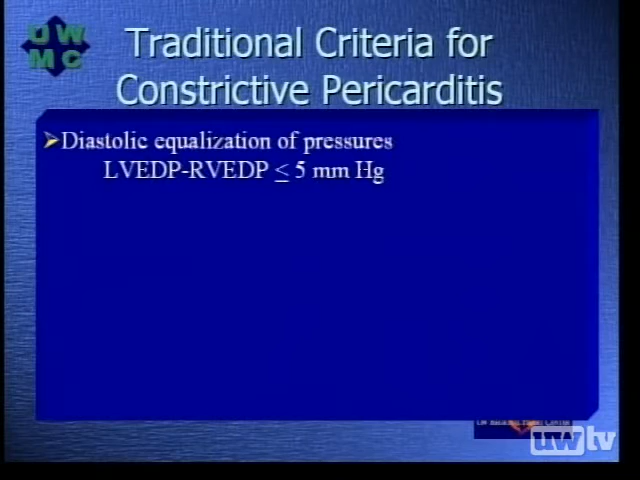 UW
MC
Traditional Criteria for
Constrictive Pericarditis
➢Diastolic equalization of pressures
LVEDP-RVEDP ≤ 5 mm Hg
uwtv